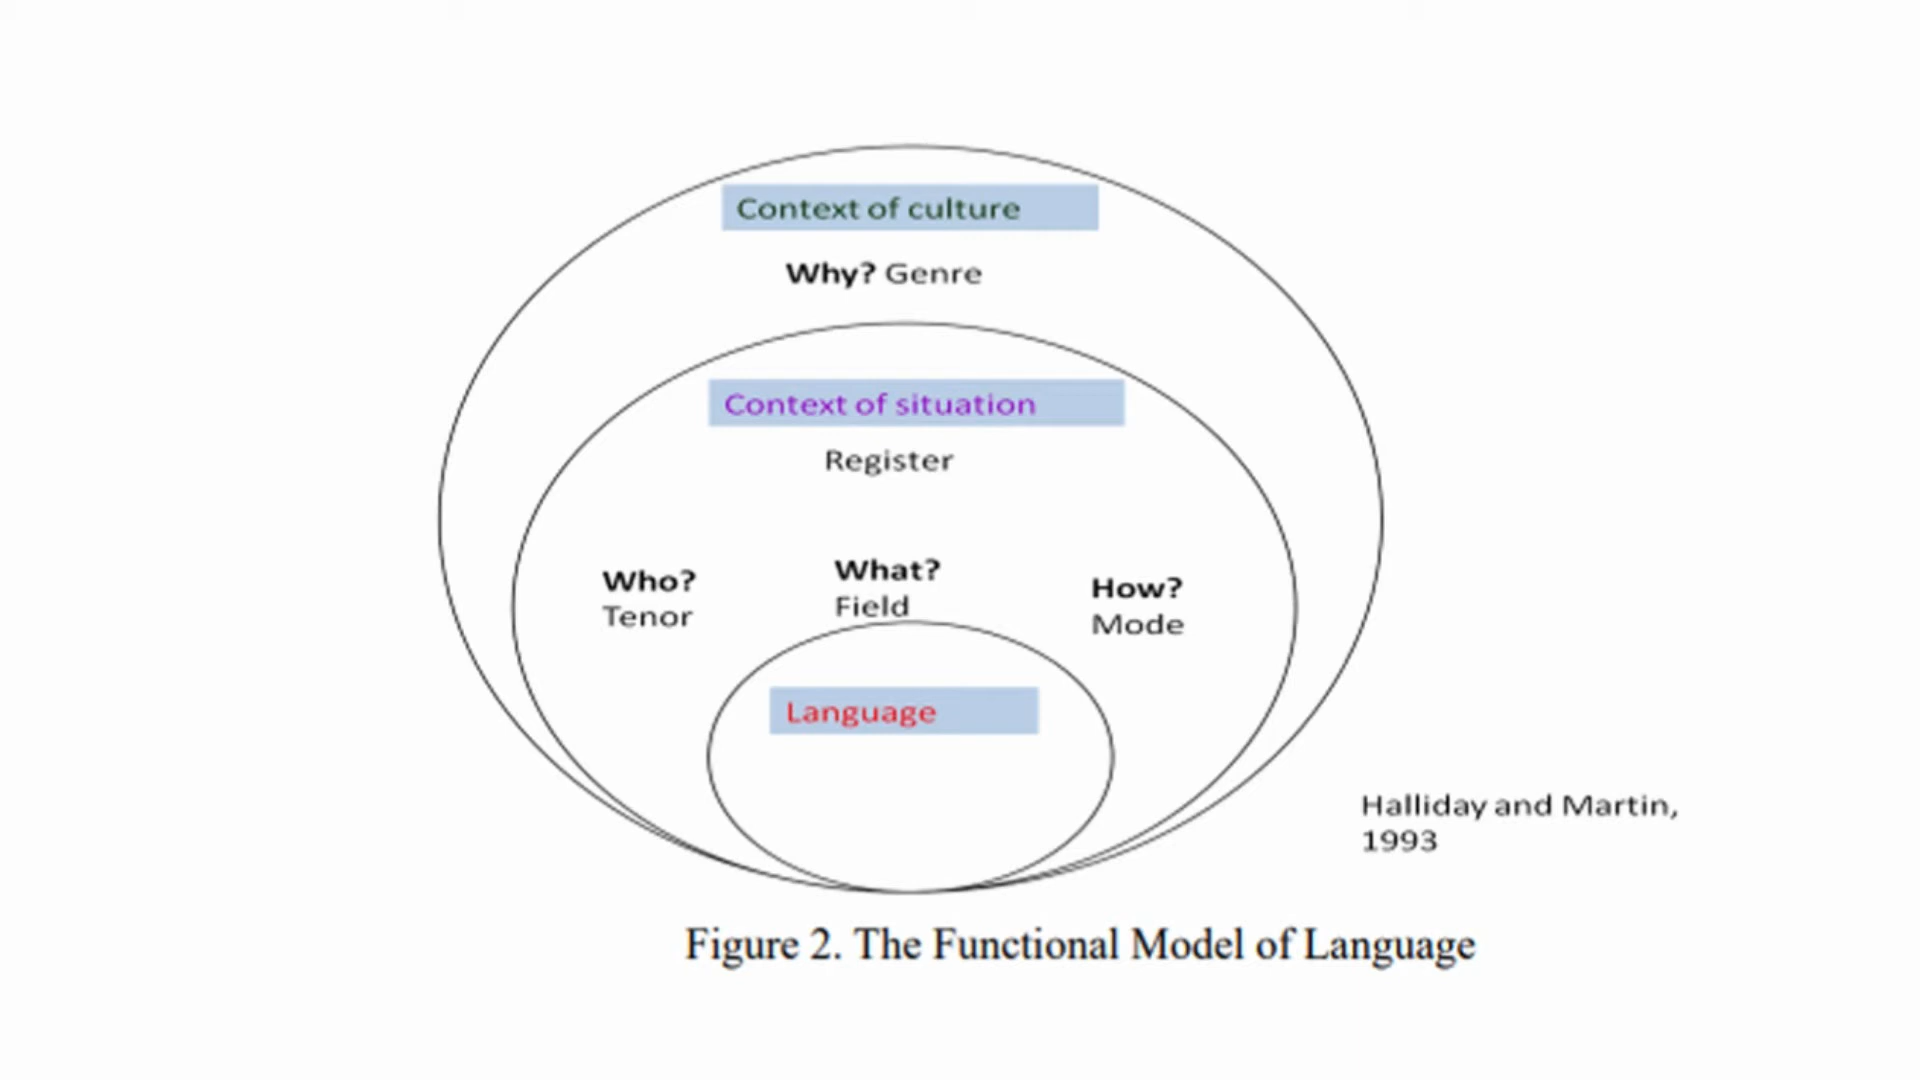 Context of culture
Why? Genre
Context of situation
Register
Who?
Tenor
What?
Field
How?
Mode
Language
Halliday and Martin,
1993
Figure 2. The Functional Model of Language